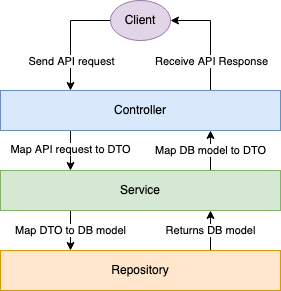 Client
Send API request
Receive API Response
Controller
Map API request to DTO
Map DB model to DTO
Service
Map DTO to DB model
Returns DB model
Repository